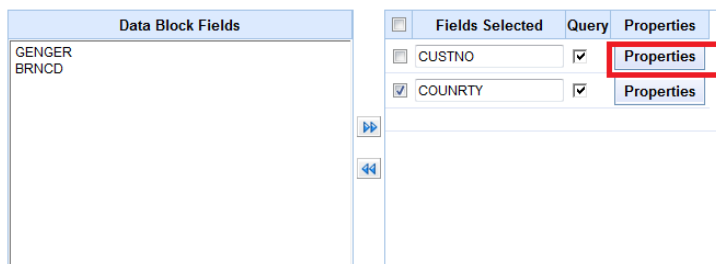 Data Block Fields
GENGER
BRNCD
Fields Selected Query Properties
CUSTNO Properties
COUNRTY Properties